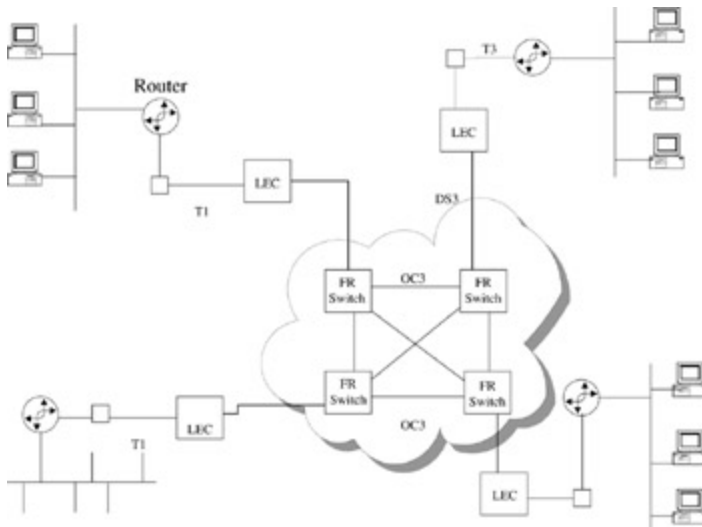 T3
Router
LEC
LEC
T1
DS3
OC3
FR
Switch
FR
Switch
FR
Switch
FR
Switch
LEC
OC3
T1
LEC